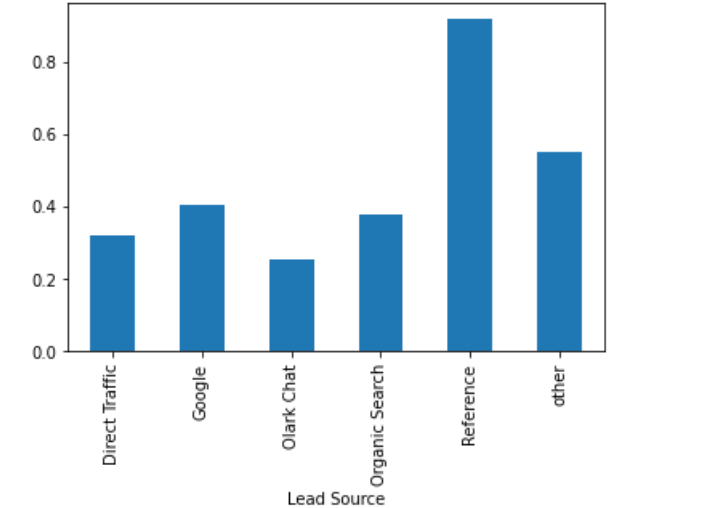 0.8
0.6
0.4
0.2
0.0
Direct Traffic
Google
Olark Chat
Organic Search
Reference
other
Lead Source